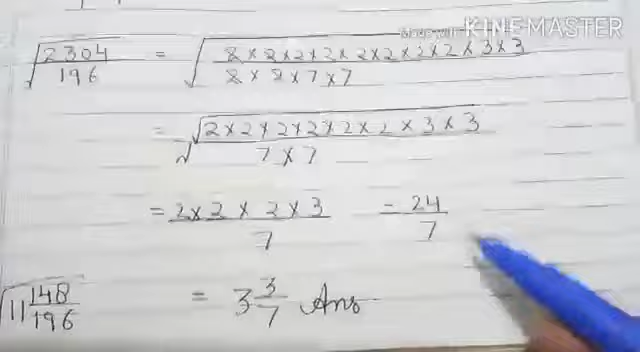 Made with KINEMASTER
√2304/196 = √2×2×2×2×2×2×2×2×3×3/2×2×7×7
= √2×2×2×2×2×2×3×3/7×7
= 2×2×2×3/7 = 24/7
√11 148/196 = 3 3/7 Ans